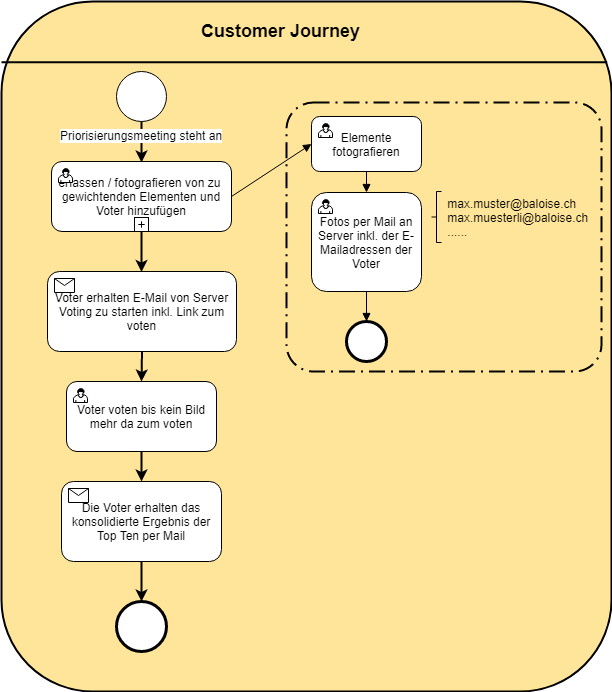 Customer Journey
Priorisierungsmeeting steht an
erfassen / fotografieren von zu
gewichtenden Elementen und
Voter hinzufügen
Voter erhalten E-Mail von Server
Voting zu starten inkl. Link zum
voten
Voter voten bis kein Bild
mehr da zum voten
Die Voter erhalten das
konsolidierte Ergebnis der
Top Ten per Mail
Elemente
fotografieren
Fotos per Mail an
Server inkl. der E-
Mailadressen der
Voter
max.muster@baloise.ch
max.muesterli@baloise.ch
......